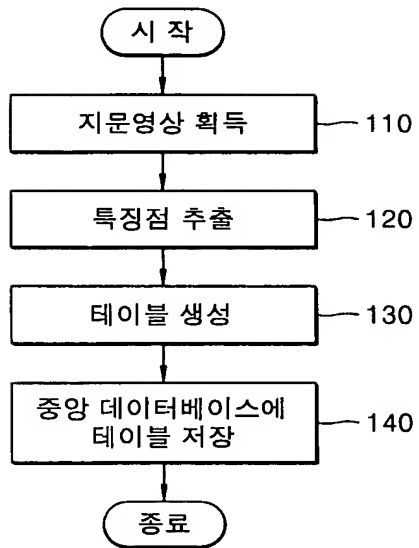 시 작
지문영상 획득
110
특징점 추출
120
테이블 생성
130
중앙 데이터베이스에
테이블 저장
140
종료